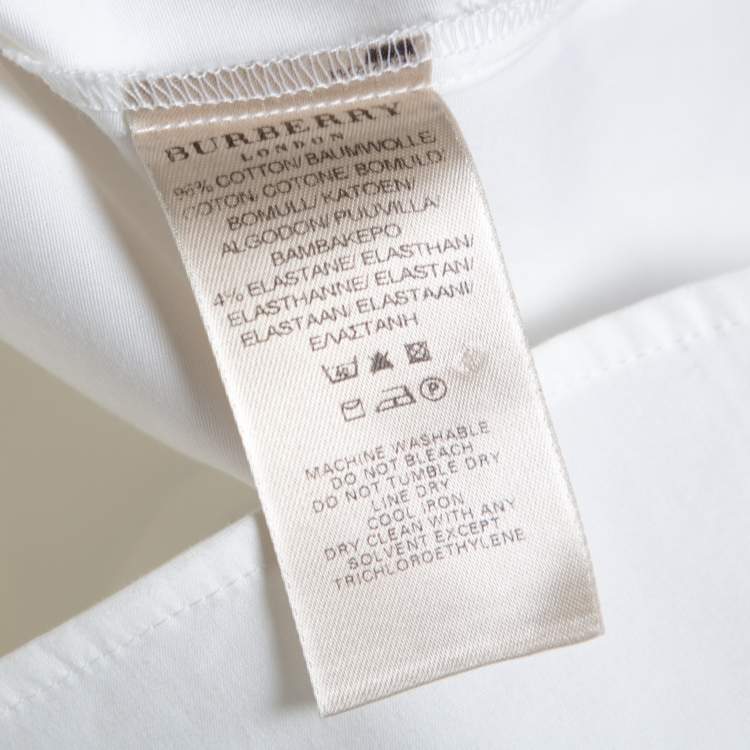 BURBERRY
LONDON
96% COTTON/BAUMWOLLE/
COTON/COTONE/BOMULD/
BOMULL/KATOEN/
ALGODON/PUUVILLA/
BAMBAKEPO
4% ELASTANE/ELASTHAN/
ELASTHANNE/ELASTAN/
ELASTAAN/ELASTAANI/
ΕΛΑΣΤΑΝΗ
40
P
MACHINE WASHABLE
DO NOT BLEACH
DO NOT TUMBLE DRY
LINE DRY
COOL IRON
DRY CLEAN WITH ANY
SOLVENT EXCEPT
TRICHLOROETHYLENE